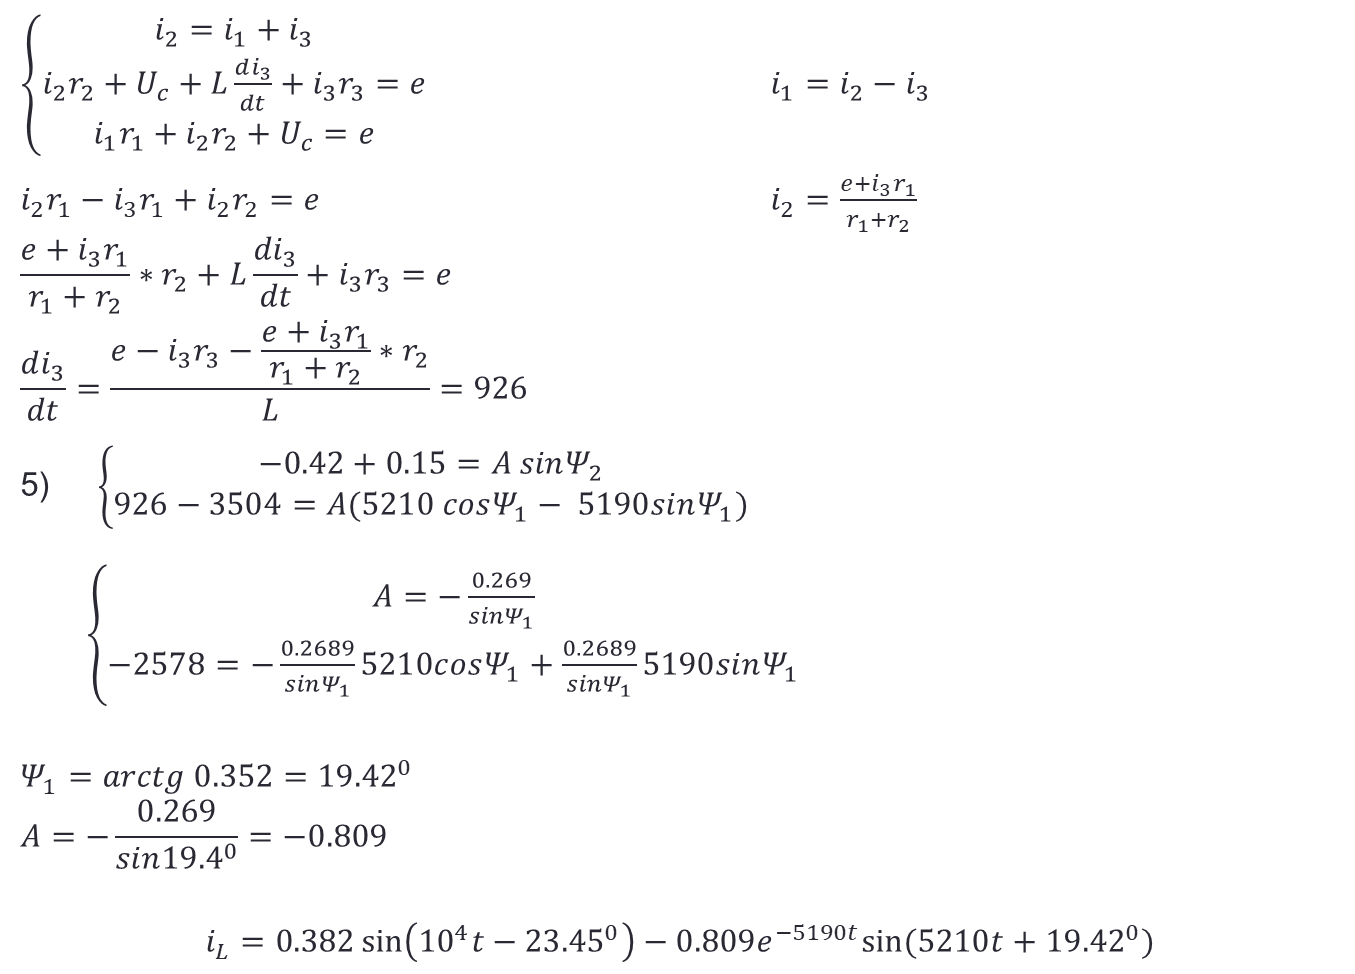 i₂ = i₁ + i₃
i₂r₂ + U_c + L di₃/dt + i₃r₃ = e    i₁ = i₂ − i₃
i₁r₁ + i₂r₂ + U_c = e
i₂r₁ − i₃r₁ + i₂r₂ = e    i₂ = (e+i₃r₁)/(r₁+r₂)
(e + i₃r₁)/(r₁ + r₂) * r₂ + L di₃/dt + i₃r₃ = e
di₃/dt = (e − i₃r₃ − (e + i₃r₁)/(r₁ + r₂) * r₂)/L = 926
5) −0.42 + 0.15 = A sinΨ₂
926 − 3504 = A(5210 cosΨ₁ − 5190sinΨ₁)
A = − 0.269/sinΨ₁
−2578 = − 0.2689/sinΨ₁ 5210cosΨ₁ + 0.2689/sinΨ₁ 5190sinΨ₁
Ψ₁ = arctg 0.352 = 19.42⁰
A = − 0.269/sin19.4⁰ = −0.809
i_L = 0.382 sin(10⁴t − 23.45⁰) − 0.809e^(−5190t) sin(5210t + 19.42⁰)